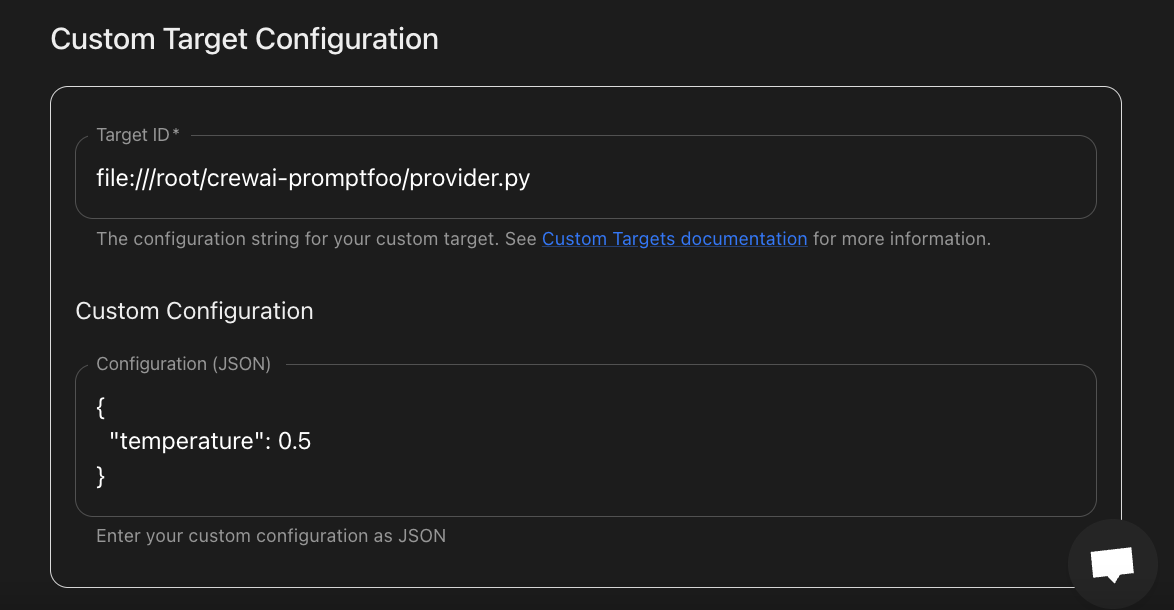 Custom Target Configuration
Target ID*
file:///root/crewai-promptfoo/provider.py
The configuration string for your custom target. See Custom Targets documentation for more information.
Custom Configuration
Configuration (JSON)
{
"temperature": 0.5
}
Enter your custom configuration as JSON